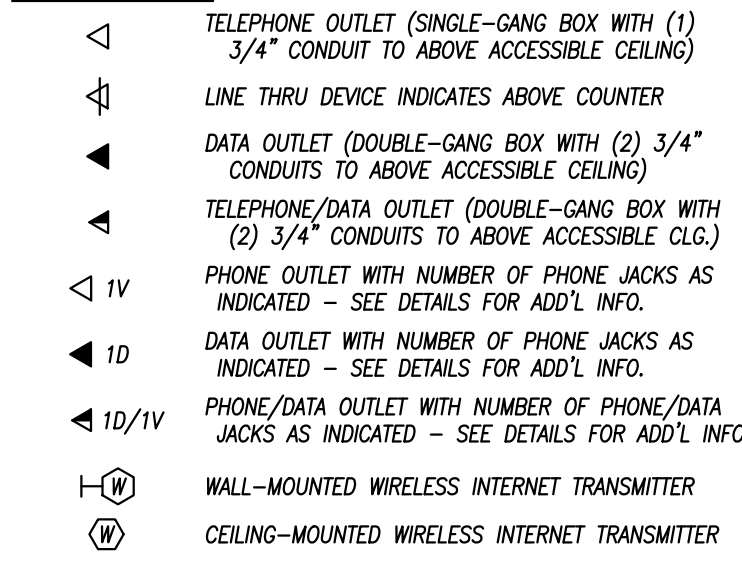 TELEPHONE OUTLET (SINGLE-GANG BOX WITH (1)
3/4" CONDUIT TO ABOVE ACCESSIBLE CEILING)
LINE THRU DEVICE INDICATES ABOVE COUNTER
DATA OUTLET (DOUBLE-GANG BOX WITH (2) 3/4"
CONDUITS TO ABOVE ACCESSIBLE CEILING)
TELEPHONE/DATA OUTLET (DOUBLE-GANG BOX WITH
(2) 3/4" CONDUITS TO ABOVE ACCESSIBLE CLG.)
1V PHONE OUTLET WITH NUMBER OF PHONE JACKS AS
INDICATED - SEE DETAILS FOR ADD'L INFO.
1D DATA OUTLET WITH NUMBER OF PHONE JACKS AS
INDICATED - SEE DETAILS FOR ADD'L INFO.
1D/1V PHONE/DATA OUTLET WITH NUMBER OF PHONE/DATA
JACKS AS INDICATED - SEE DETAILS FOR ADD'L INFO
W WALL-MOUNTED WIRELESS INTERNET TRANSMITTER
W CEILING-MOUNTED WIRELESS INTERNET TRANSMITTER